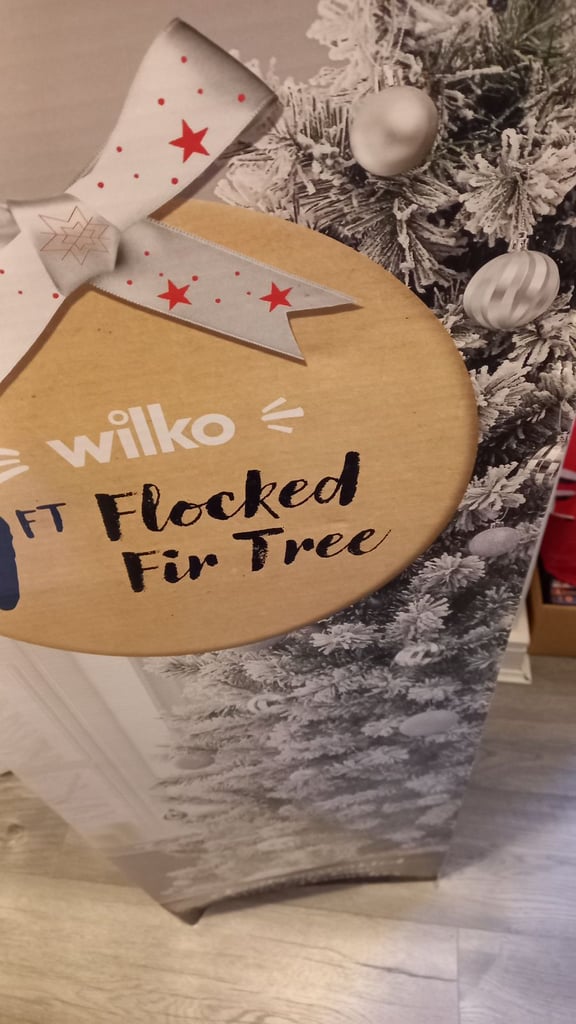 wilko
FT Flocked
Fir Tree